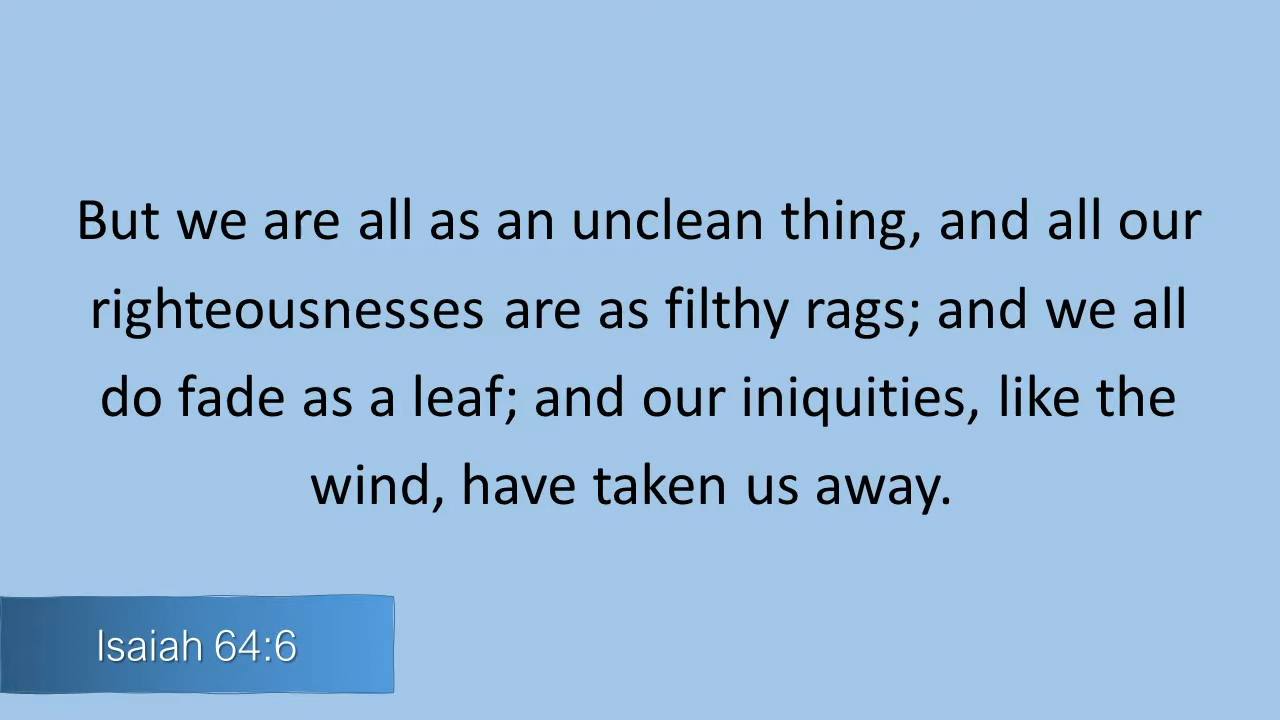 But we are all as an unclean thing, and all our
righteousnesses are as filthy rags; and we all
do fade as a leaf; and our iniquities, like the
wind, have taken us away.
Isaiah 64:6